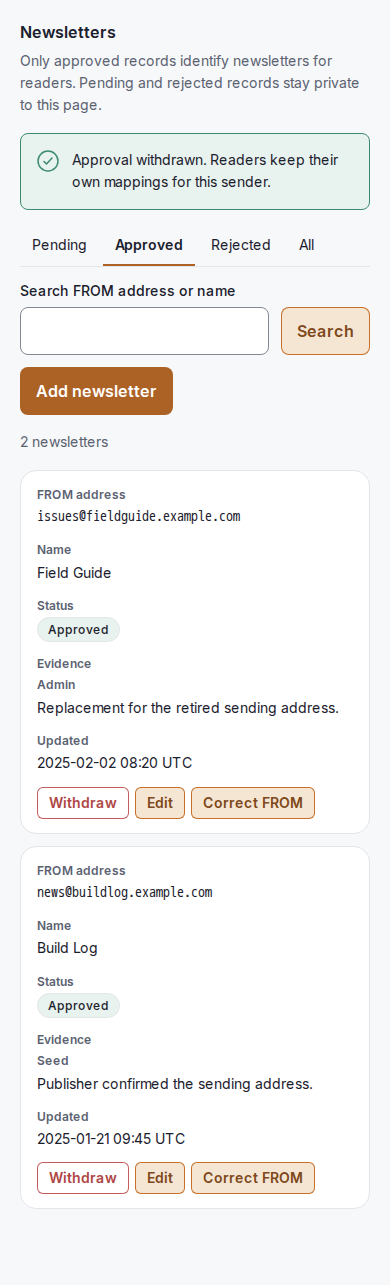 Newsletters
Only approved records identify newsletters for
readers. Pending and rejected records stay private
to this page.
Approval withdrawn. Readers keep their
own mappings for this sender.
Pending Approved Rejected All
Search FROM address or name
Search
Add newsletter
2 newsletters
FROM address
issues@fieldguide.example.com
Name
Field Guide
Status
Approved
Evidence
Admin
Replacement for the retired sending address.
Updated
2025-02-02 08:20 UTC
Withdraw Edit Correct FROM
FROM address
news@buildlog.example.com
Name
Build Log
Status
Approved
Evidence
Seed
Publisher confirmed the sending address.
Updated
2025-01-21 09:45 UTC
Withdraw Edit Correct FROM